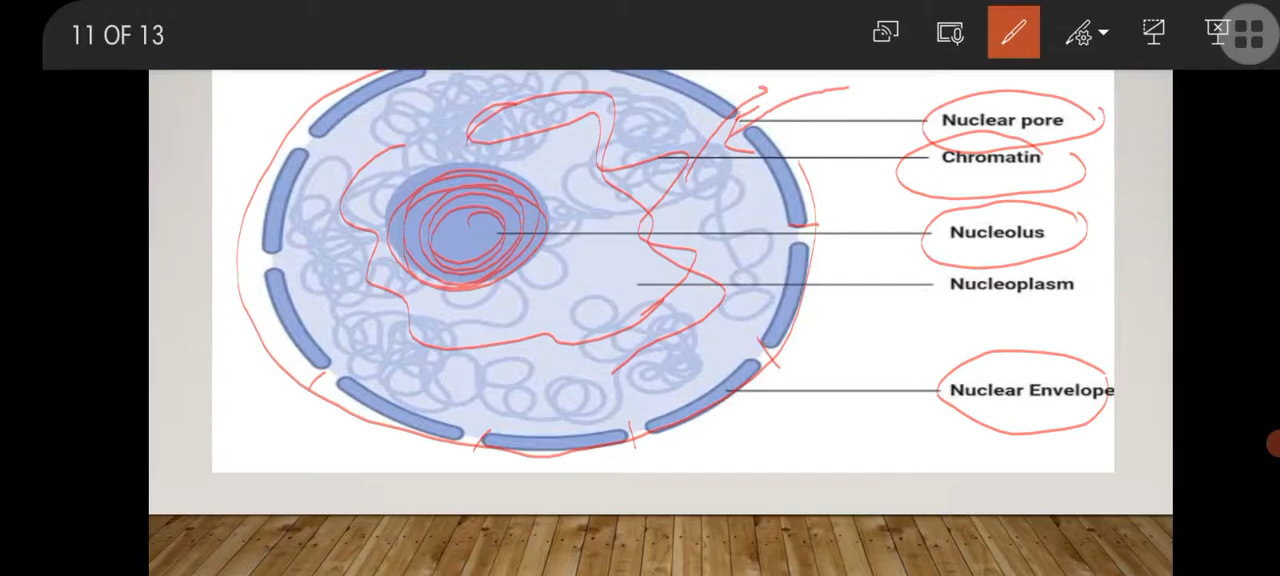 11 OF 13
Nuclear pore
Chromatin
Nucleolus
Nucleoplasm
Nuclear Envelope